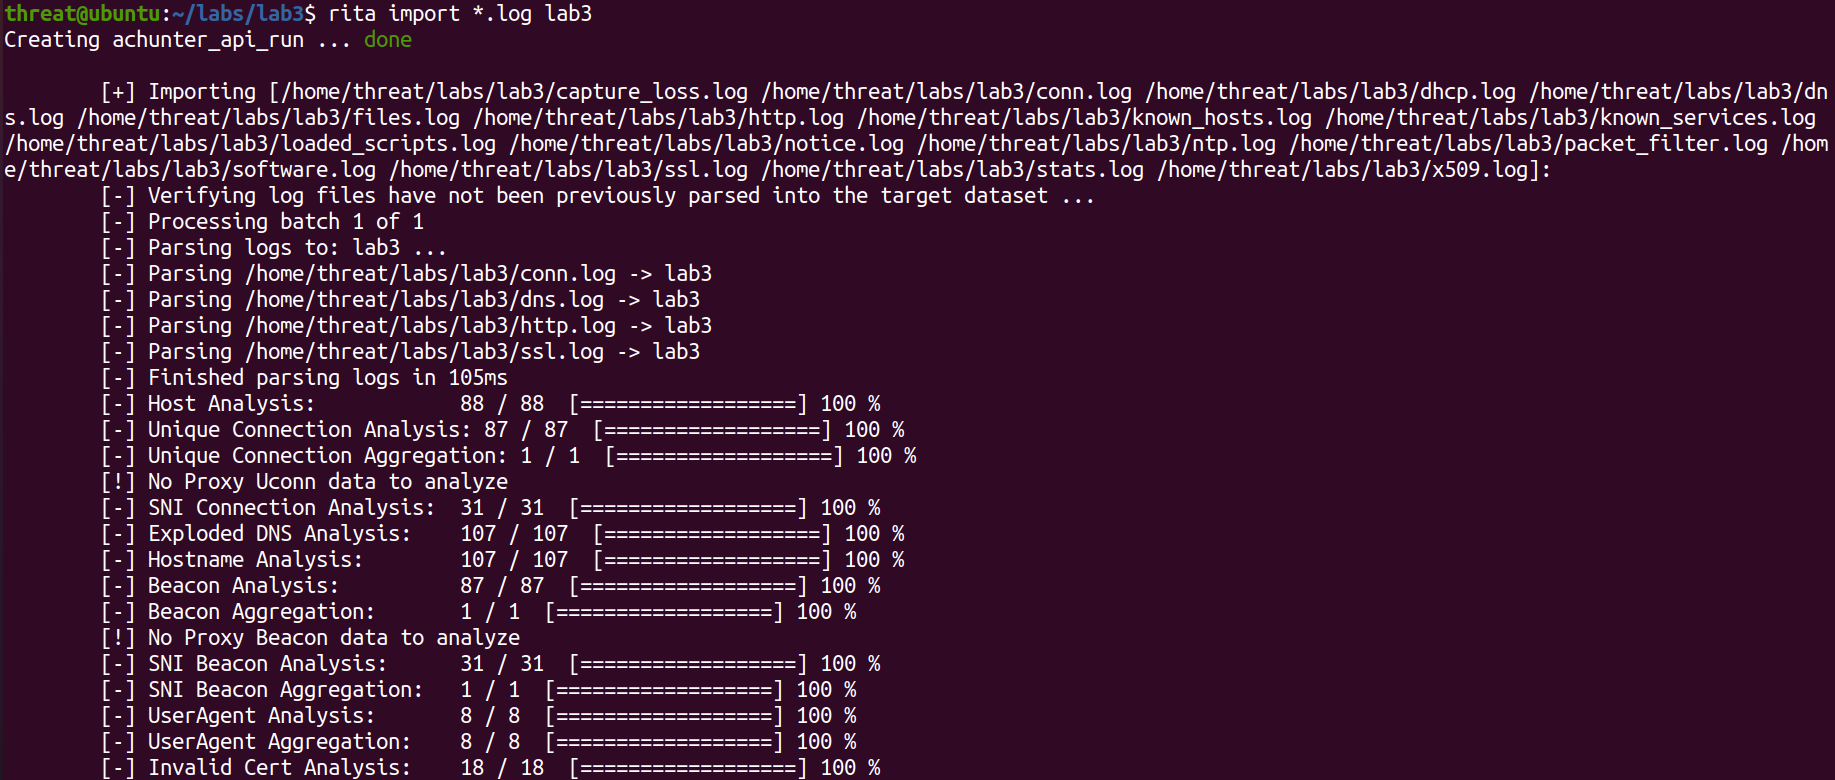 threat@ubuntu:~/labs/lab3$ rita import *.log lab3
Creating achunter_api_run ... done
[+] Importing [/home/threat/labs/lab3/capture_loss.log /home/threat/labs/lab3/conn.log /home/threat/labs/lab3/dhcp.log /home/threat/labs/lab3/dn
s.log /home/threat/labs/lab3/files.log /home/threat/labs/lab3/http.log /home/threat/labs/lab3/known_hosts.log /home/threat/labs/lab3/known_services.log
/home/threat/labs/lab3/loaded_scripts.log /home/threat/labs/lab3/notice.log /home/threat/labs/lab3/ntp.log /home/threat/labs/lab3/packet_filter.log /hom
e/threat/labs/lab3/software.log /home/threat/labs/lab3/ssl.log /home/threat/labs/lab3/stats.log /home/threat/labs/lab3/x509.log]:
[-] Verifying log files have not been previously parsed into the target dataset ...
[-] Processing batch 1 of 1
[-] Parsing logs to: lab3 ...
[-] Parsing /home/threat/labs/lab3/conn.log -> lab3
[-] Parsing /home/threat/labs/lab3/dns.log -> lab3
[-] Parsing /home/threat/labs/lab3/http.log -> lab3
[-] Parsing /home/threat/labs/lab3/ssl.log -> lab3
[-] Finished parsing logs in 105ms
[-] Host Analysis:            88 / 88  [==================] 100 %
[-] Unique Connection Analysis: 87 / 87  [==================] 100 %
[-] Unique Connection Aggregation: 1 / 1  [==================] 100 %
[!] No Proxy Uconn data to analyze
[-] SNI Connection Analysis:  31 / 31  [==================] 100 %
[-] Exploded DNS Analysis:    107 / 107  [==================] 100 %
[-] Hostname Analysis:        107 / 107  [==================] 100 %
[-] Beacon Analysis:          87 / 87  [==================] 100 %
[-] Beacon Aggregation:       1 / 1  [==================] 100 %
[!] No Proxy Beacon data to analyze
[-] SNI Beacon Analysis:      31 / 31  [==================] 100 %
[-] SNI Beacon Aggregation:   1 / 1  [==================] 100 %
[-] UserAgent Analysis:       8 / 8  [==================] 100 %
[-] UserAgent Aggregation:    8 / 8  [==================] 100 %
[-] Invalid Cert Analysis:    18 / 18  [==================] 100 %